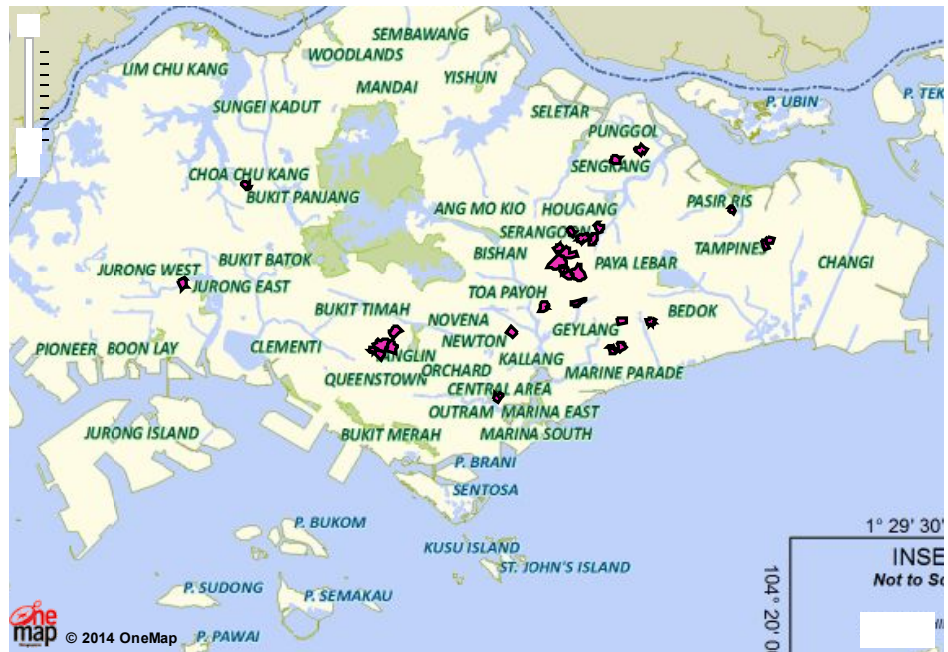 SEMBAWANG
WOODLANDS
LIM CHU KANG
YISHUN
MANDAI
P. UBIN
P. TEK
SUNGEI KADUT
SELETAR
PUNGGOL
SENGKANG
CHOA CHU KANG
BUKIT PANJANG
PASIR RIS
ANG MO KIO
HOUGANG
SERANGOON
BISHAN
TAMPINES
BUKIT BATOK
PAYA LEBAR
CHANGI
JURONG WEST
JURONG EAST
TOA PAYOH
BUKIT TIMAH
NOVENA
BEDOK
GEYLANG
NEWTON
PIONEER
BOON LAY
CLEMENTI
TANGLIN
KALLANG
ORCHARD
MARINE PARADE
QUEENSTOWN
CENTRAL AREA
OUTRAM
MARINA EAST
JURONG ISLAND
BUKIT MERAH
MARINA SOUTH
P. BRANI
SENTOSA
P. BUKOM
1° 29' 30'
KUSU ISLAND
INSE
ST. JOHN'S ISLAND
Not to Sc
104° 20' 0
P. SUDONG
P. SEMAKAU
One
map
© 2014 OneMap
P. PAWAI